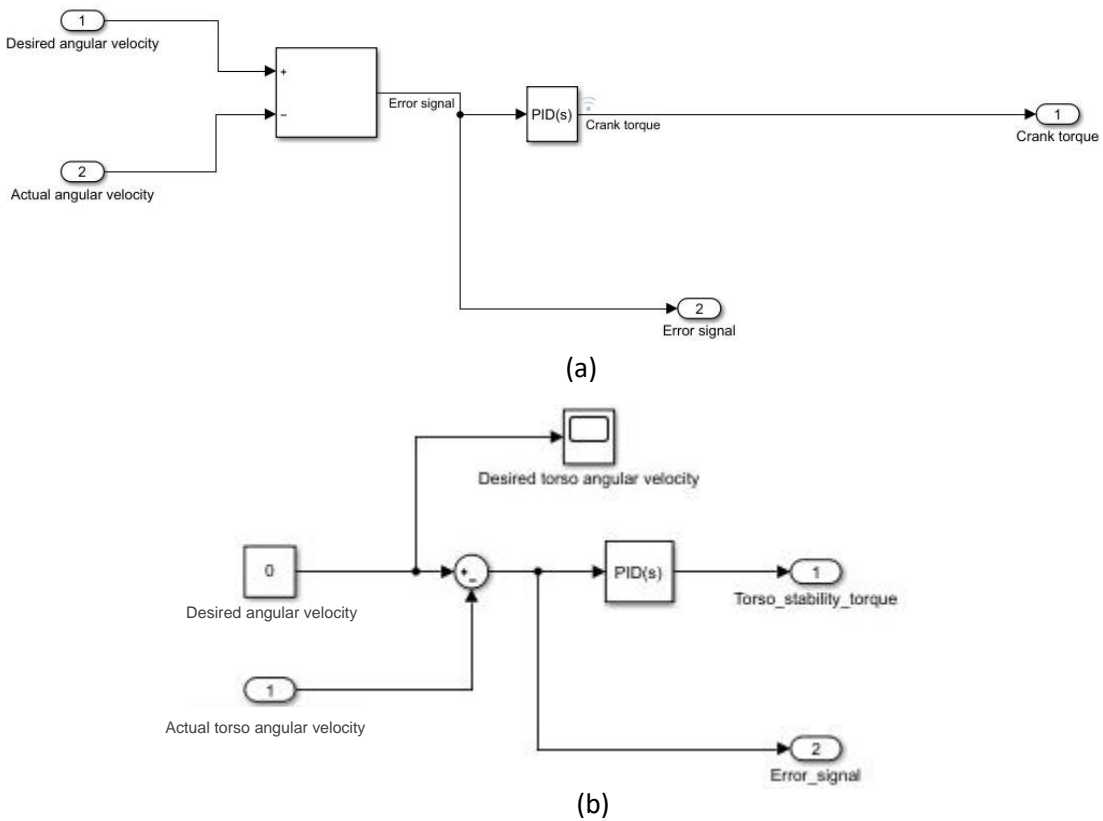 1
Desired angular velocity
+
Error signal
−
PID(s)
Crank torque
1
Crank torque
2
Actual angular velocity
2
Error signal
(a)
Desired torso angular velocity
0
Desired angular velocity
+
−
PID(s)
1
Torso_stability_torque
1
Actual torso angular velocity
2
Error_signal
(b)